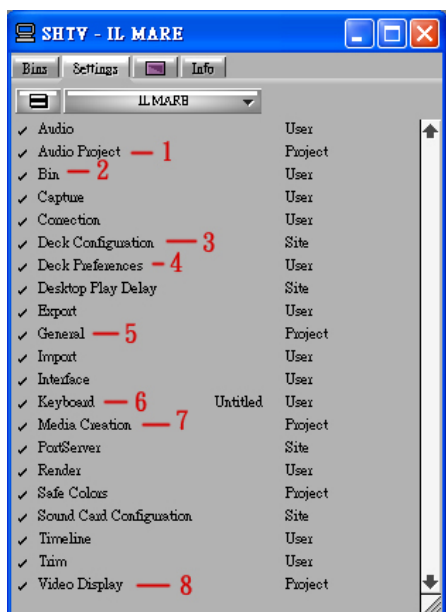 SHTV - IL MARE
Bins Settings Info
IL MARE
Audio User
Audio Project 1 Project
Bin 2 User
Capture User
Correction User
Deck Configuration 3 Site
Deck Preferences 4 User
Desktop Play Delay Site
Export User
General 5 Project
Import User
Interface User
Keyboard 6 Untitled User
Media Creation 7 Project
PortServer Site
Render User
Safe Colors Project
Sound Card Configuration Site
Timeline User
Trim User
Video Display 8 Project